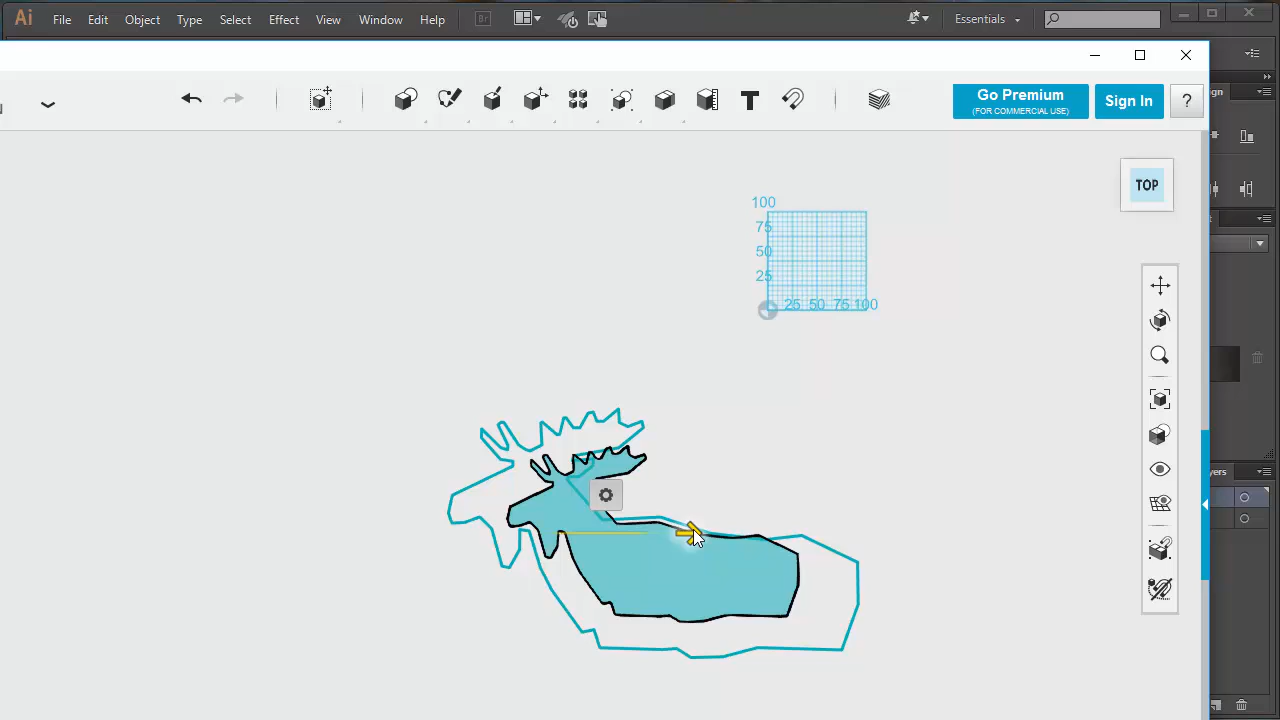 Ai File Edit Object Type Select Effect View Window Help Br Essentials
Go Premium
(FOR COMMERCIAL USE)
Sign In
?
TOP
100
75
50
25
25 50 75 100